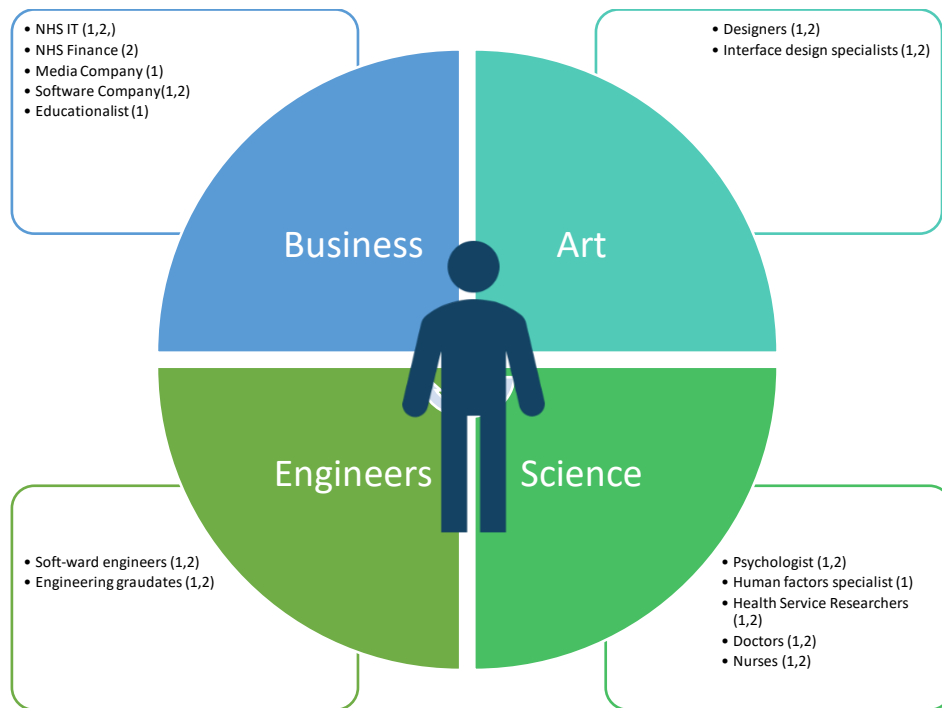 • NHS IT (1,2,)
• NHS Finance (2)
• Media Company (1)
• Software Company(1,2)
• Educationalist (1)
• Designers (1,2)
• Interface design specialists (1,2)
Business
Art
Engineers
Science
• Soft-ward engineers (1,2)
• Engineering graudates (1,2)
• Psychologist (1,2)
• Human factors specialist (1)
• Health Service Researchers
(1,2)
• Doctors (1,2)
• Nurses (1,2)